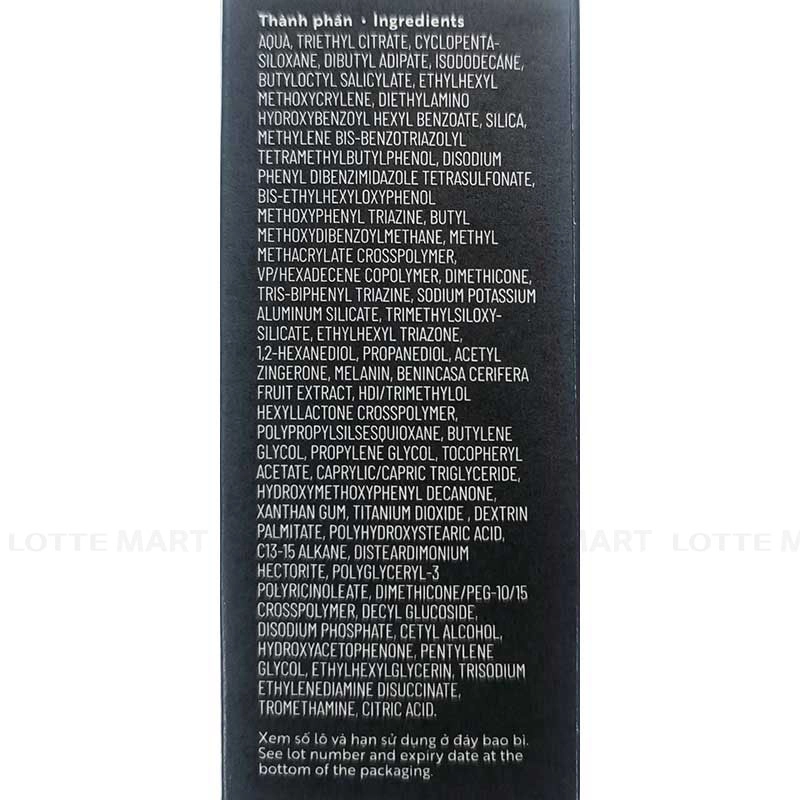 Thành phần • Ingredients
AQUA, TRIETHYL CITRATE, CYCLOPENTA-
SILOXANE, DIBUTYL ADIPATE, ISODODECANE,
BUTYLOCTYL SALICYLATE, ETHYLHEXYL
METHOXYCRYLENE, DIETHYLAMINO
HYDROXYBENZOYL HEXYL BENZOATE, SILICA,
METHYLENE BIS-BENZOTRIAZOLYL
TETRAMETHYLBUTYLPHENOL, DISODIUM
PHENYL DIBENZIMIDAZOLE TETRASULFONATE,
BIS-ETHYLHEXYLOXYPHENOL
METHOXYPHENYL TRIAZINE, BUTYL
METHOXYDIBENZOYLMETHANE, METHYL
METHACRYLATE CROSSPOLYMER,
VP/HEXADECENE COPOLYMER, DIMETHICONE,
TRIS-BIPHENYL TRIAZINE, SODIUM POTASSIUM
ALUMINUM SILICATE, TRIMETHYLSILOXY-
SILICATE, ETHYLHEXYL TRIAZONE,
1,2-HEXANEDIOL, PROPANEDIOL, ACETYL
ZINGERONE, MELANIN, BENINCASA CERIFERA
FRUIT EXTRACT, HDI/TRIMETHYLOL
HEXYLLACTONE CROSSPOLYMER,
POLYPROPYLSILSESQUIOXANE, BUTYLENE
GLYCOL, PROPYLENE GLYCOL, TOCOPHERYL
ACETATE, CAPRYLIC/CAPRIC TRIGLYCERIDE,
HYDROXYMETHOXYPHENYL DECANONE,
XANTHAN GUM, TITANIUM DIOXIDE , DEXTRIN
PALMITATE, POLYHYDROXYSTEARIC ACID,
C13-15 ALKANE, DISTEARDIMONIUM
HECTORITE, POLYGLYCERYL-3
POLYRICINOLEATE, DIMETHICONE/PEG-10/15
CROSSPOLYMER, DECYL GLUCOSIDE,
DISODIUM PHOSPHATE, CETYL ALCOHOL,
HYDROXYACETOPHENONE, PENTYLENE
GLYCOL, ETHYLHEXYLGLYCERIN, TRISODIUM
ETHYLENEDIAMINE DISUCCINATE,
TROMETHAMINE, CITRIC ACID.
Xem số lô và hạn sử dụng ở đáy bao bì.
See lot number and expiry date at the
bottom of the packaging.
LOTTE MART
MART
LOTTE M